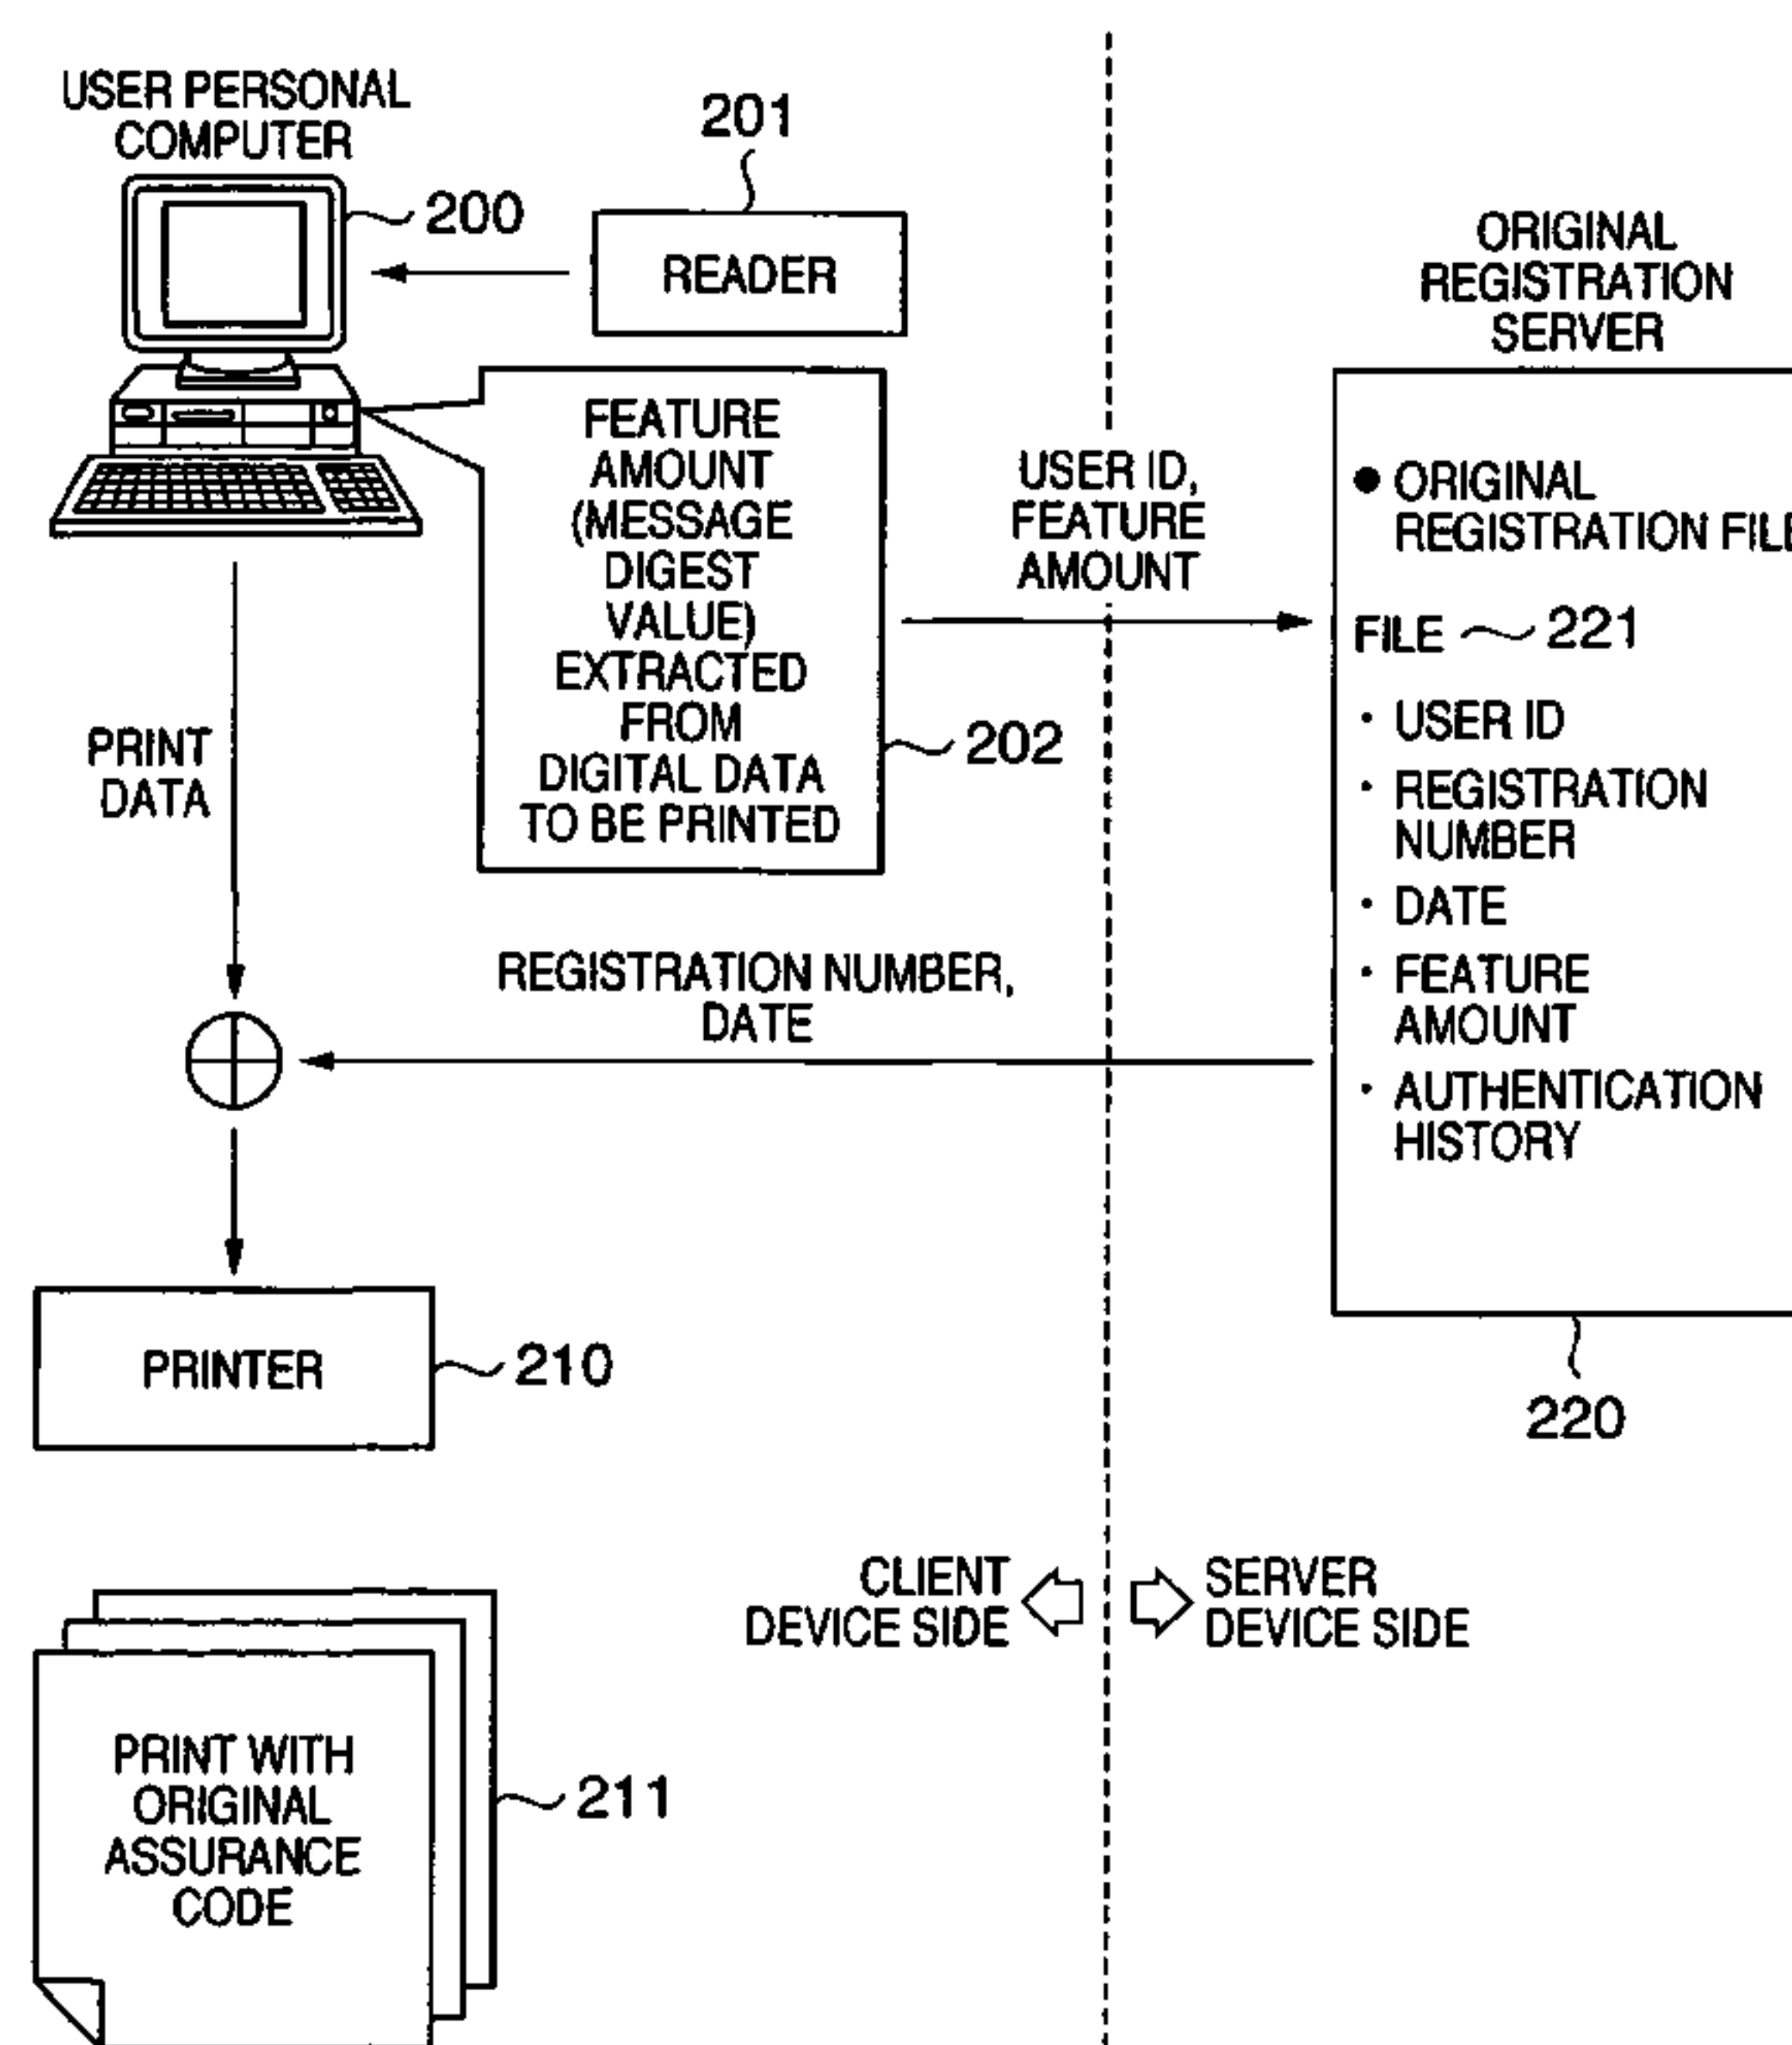 USER PERSONAL
COMPUTER
200
201
READER
FEATURE
AMOUNT
(MESSAGE
DIGEST
VALUE)
EXTRACTED
FROM
DIGITAL DATA
TO BE PRINTED
202
USER ID,
FEATURE
AMOUNT
ORIGINAL
REGISTRATION
SERVER
● ORIGINAL
REGISTRATION FILE
FILE 221
· USER ID
· REGISTRATION
NUMBER
· DATE
· FEATURE
AMOUNT
· AUTHENTICATION
HISTORY
220
PRINT
DATA
REGISTRATION NUMBER,
DATE
PRINTER
210
CLIENT
DEVICE SIDE
SERVER
DEVICE SIDE
PRINT WITH
ORIGINAL
ASSURANCE
CODE
211